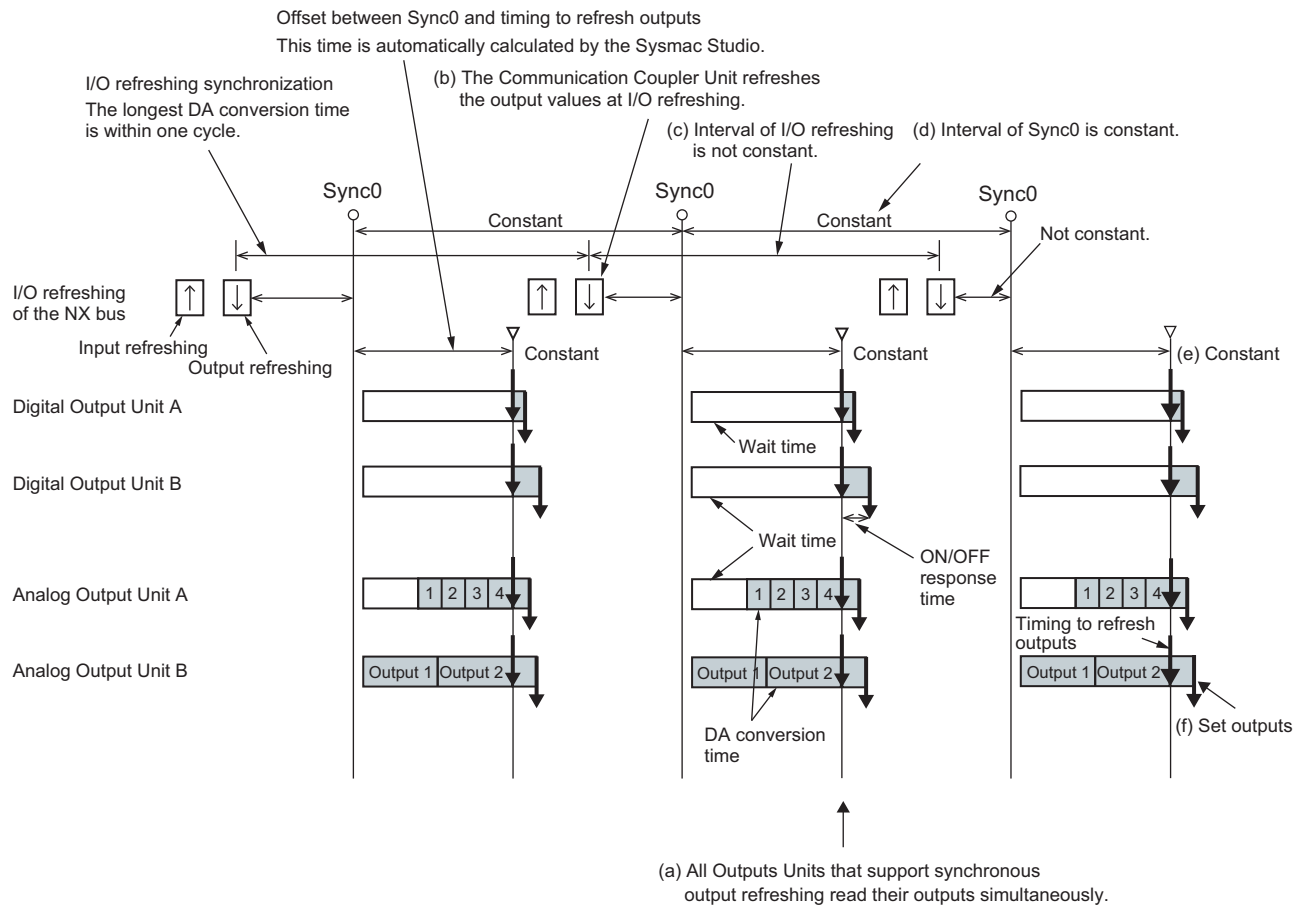 Offset between Sync0 and timing to refresh outputs
This time is automatically calculated by the Sysmac Studio.
I/O refreshing synchronization
The longest DA conversion time
is within one cycle.
(b) The Communication Coupler Unit refreshes
the output values at I/O refreshing.
(c) Interval of I/O refreshing
is not constant.
(d) Interval of Sync0 is constant.
Sync0
Sync0
Sync0
Constant
Constant
Not constant.
I/O refreshing
of the NX bus
Input refreshing
Output refreshing
Constant
Constant
(e) Constant
Digital Output Unit A
Wait time
Digital Output Unit B
Wait time
ON/OFF
response
time
Analog Output Unit A
1 2 3 4
1 2 3 4
1 2 3 4
Timing to refresh
outputs
Analog Output Unit B
Output 1 Output 2
Output 1 Output 2
Output 1 Output 2
DA conversion
time
(f) Set outputs
(a) All Outputs Units that support synchronous
output refreshing read their outputs simultaneously.